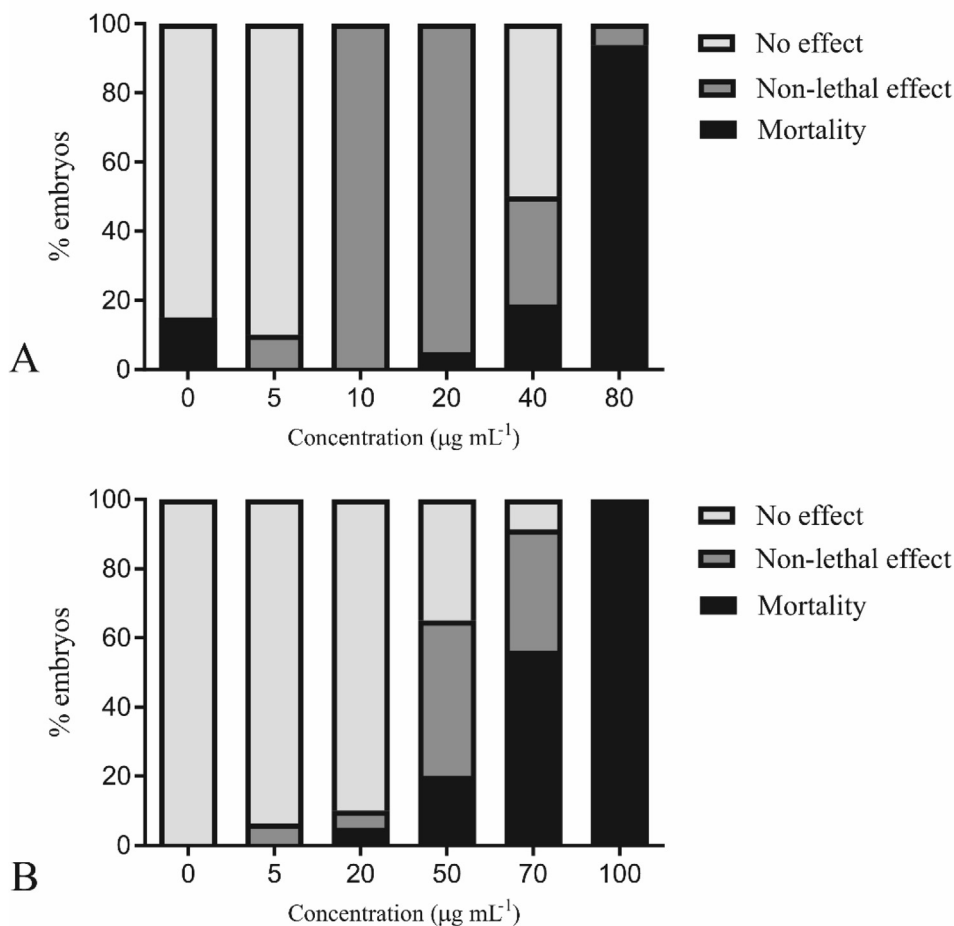 100
80
60
40
20
0
% embryos
No effect
Non-lethal effect
Mortality
A
0 5 10 20 40 80
Concentration (µg mL⁻¹)
100
80
60
40
20
0
% embryos
No effect
Non-lethal effect
Mortality
B
0 5 20 50 70 100
Concentration (µg mL⁻¹)